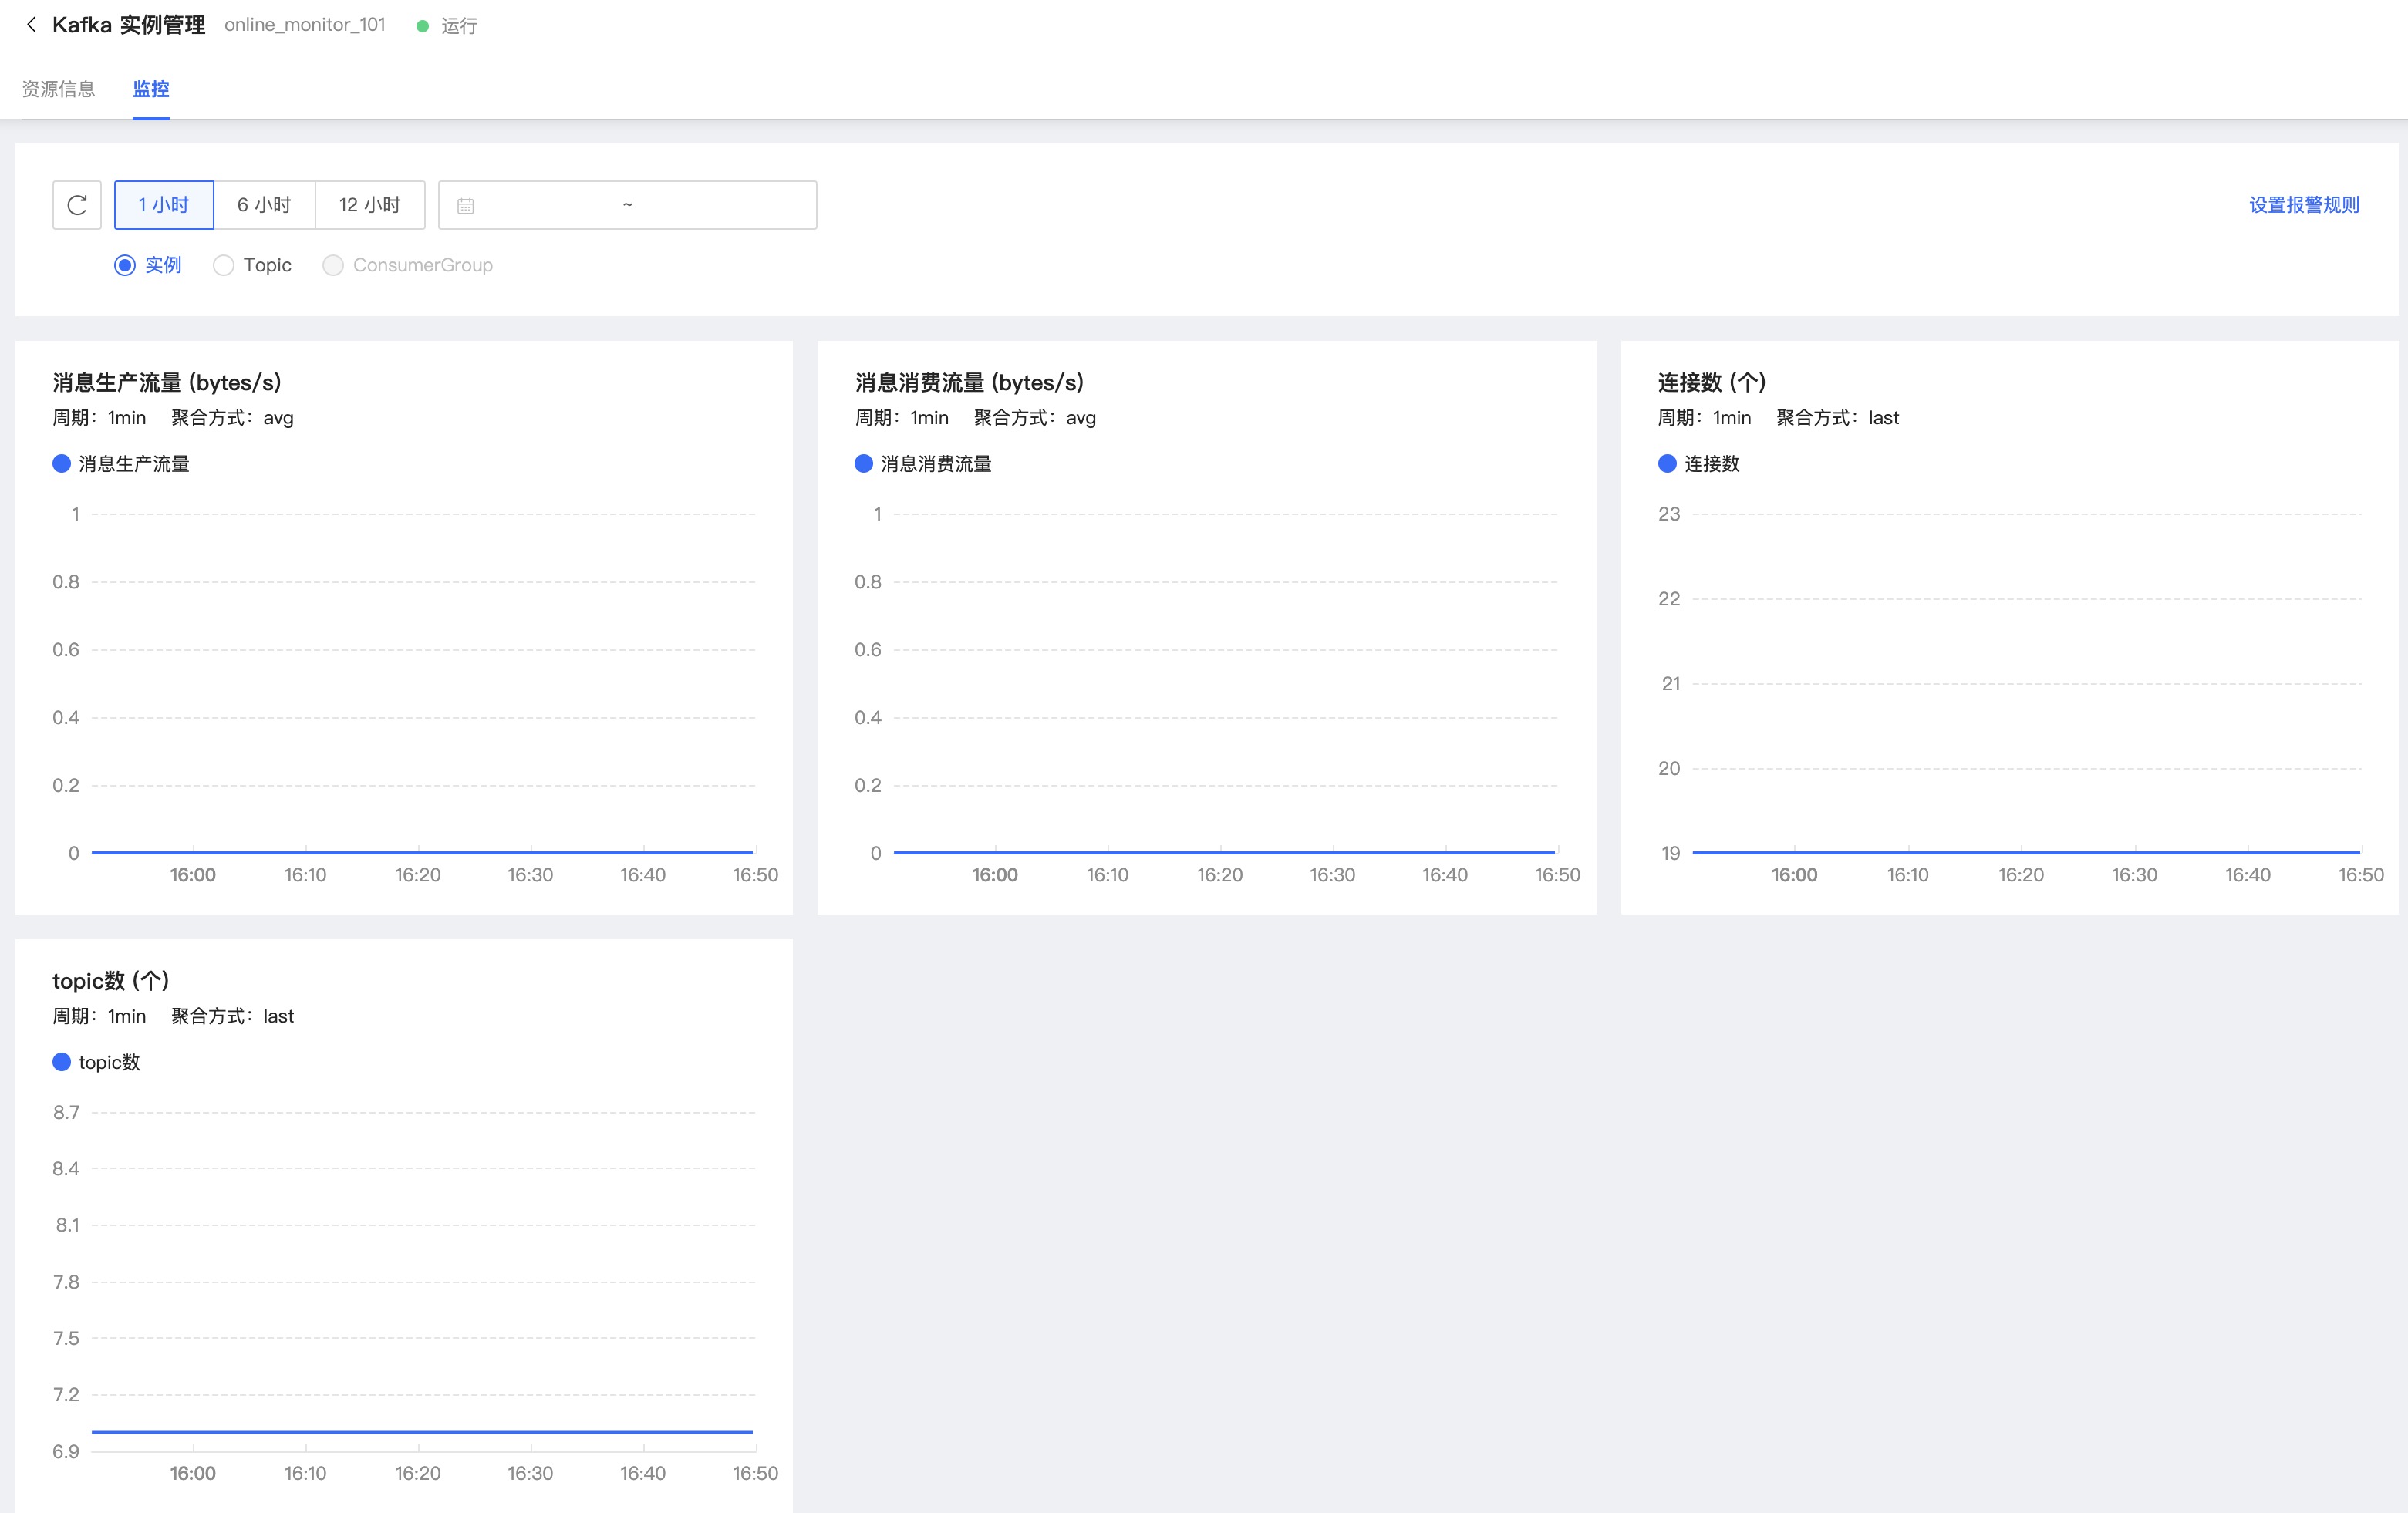 Kafka 实例管理 online_monitor_101 运行
资源信息 监控
1 小时 6 小时 12 小时 ~ 设置报警规则
实例 Topic ConsumerGroup
消息生产流量 (bytes/s)
周期：1min 聚合方式：avg
消息生产流量
1
0.8
0.6
0.4
0.2
0
16:00 16:10 16:20 16:30 16:40 16:50
消息消费流量 (bytes/s)
周期：1min 聚合方式：avg
消息消费流量
1
0.8
0.6
0.4
0.2
0
16:00 16:10 16:20 16:30 16:40 16:50
连接数 (个)
周期：1min 聚合方式：last
连接数
23
22
21
20
19
16:00 16:10 16:20 16:30 16:40 16:50
topic数 (个)
周期：1min 聚合方式：last
topic数
8.7
8.4
8.1
7.8
7.5
7.2
6.9
16:00 16:10 16:20 16:30 16:40 16:50